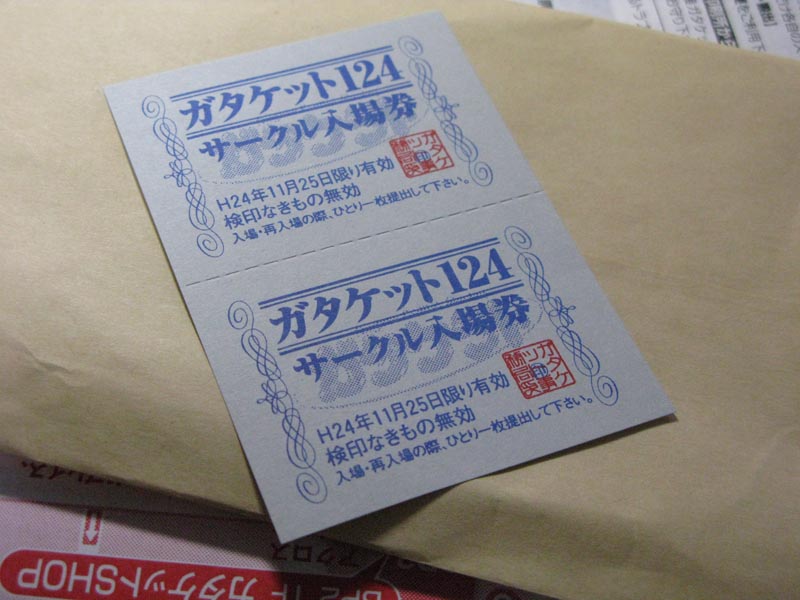 ガタケット124
サークル入場券
H24年11月25日限り有効
検印なきもの無効
入場・再入場の際、ひとり一枚提出して下さい。
ガタケット124
サークル入場券
H24年11月25日限り有効
検印なきもの無効
入場・再入場の際、ひとり一枚提出して下さい。
アクロス
ガタケットSHOP